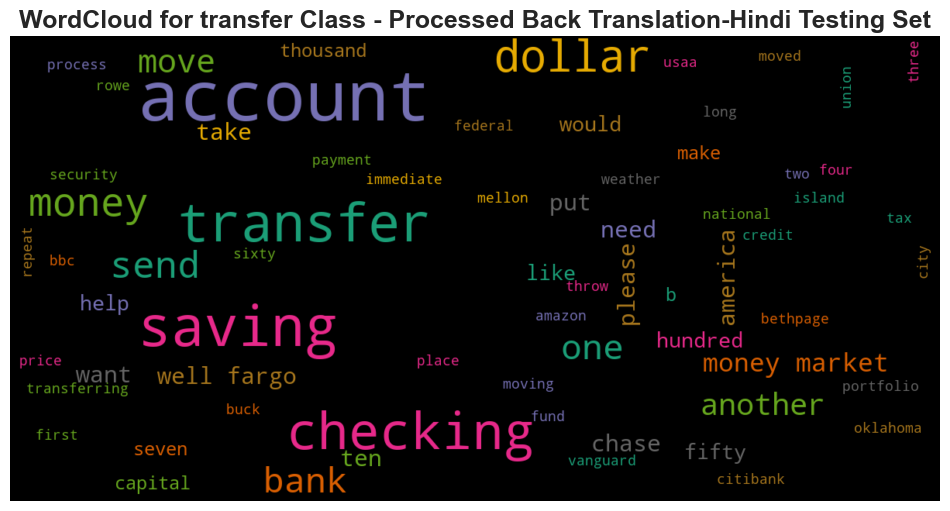 WordCloud for transfer Class - Processed Back Translation-Hindi Testing Set
thousand
dollar
moved
three
process
move
usaa
rowe
account
union
long
take
federal
would
payment
make
security
immediate
weather
two
four
money
mellon
put
island
transfer
national
tax
repeat
need
credit
bbc
send
sixty
like
please
america
city
throw
help
b
saving
amazon
bethpage
one
hundred
price
place
money market
want
well fargo
moving
portfolio
transferring
another
buck
fund
first
checking
oklahoma
seven
chase
fifty
ten
vanguard
capital
bank
citibank